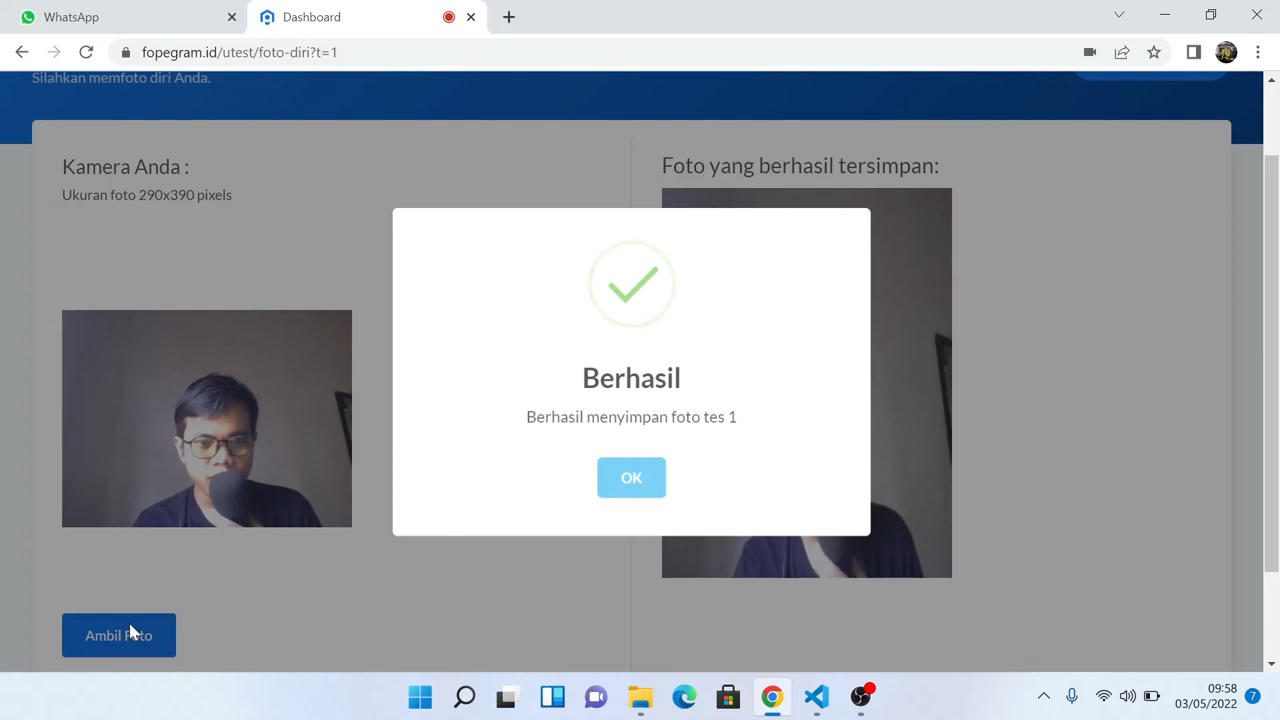 WhatsApp
Dashboard
fopegram.id/utest/foto-diri?t=1
Silahkan memfoto diri Anda.
Kamera Anda :
Ukuran foto 290x390 pixels
Foto yang berhasil tersimpan:
Berhasil
Berhasil menyimpan foto tes 1
OK
Ambil Foto
09:58
03/05/2022
7